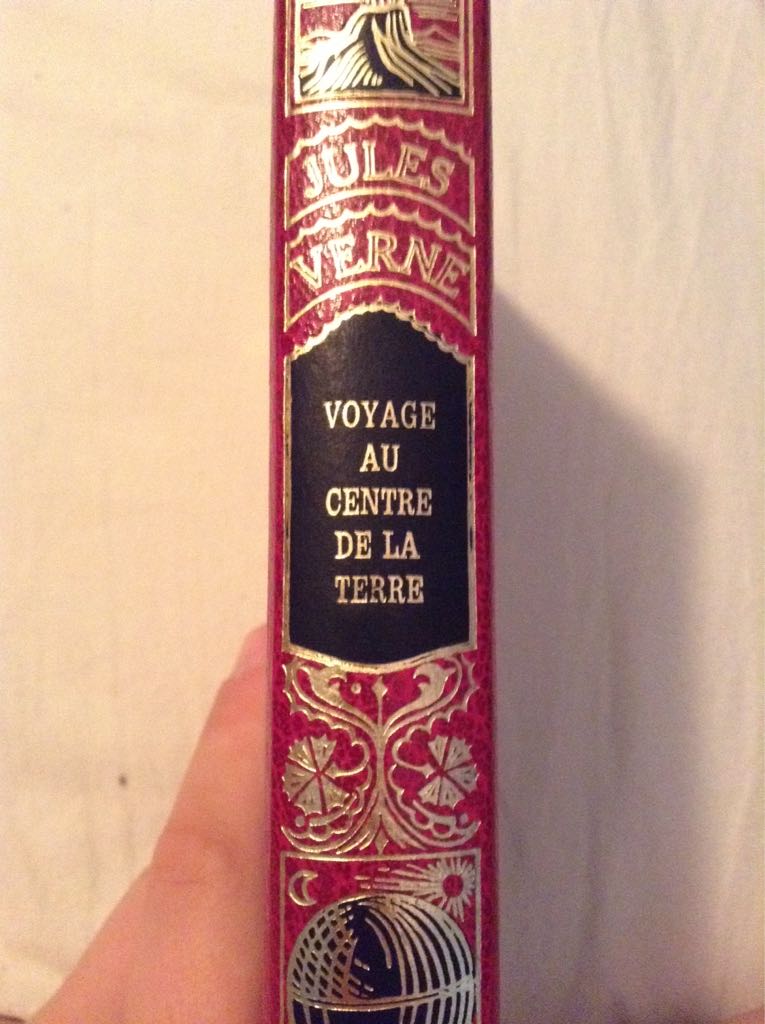 JULES
VERNE
VOYAGE
AU
CENTRE
DE LA
TERRE